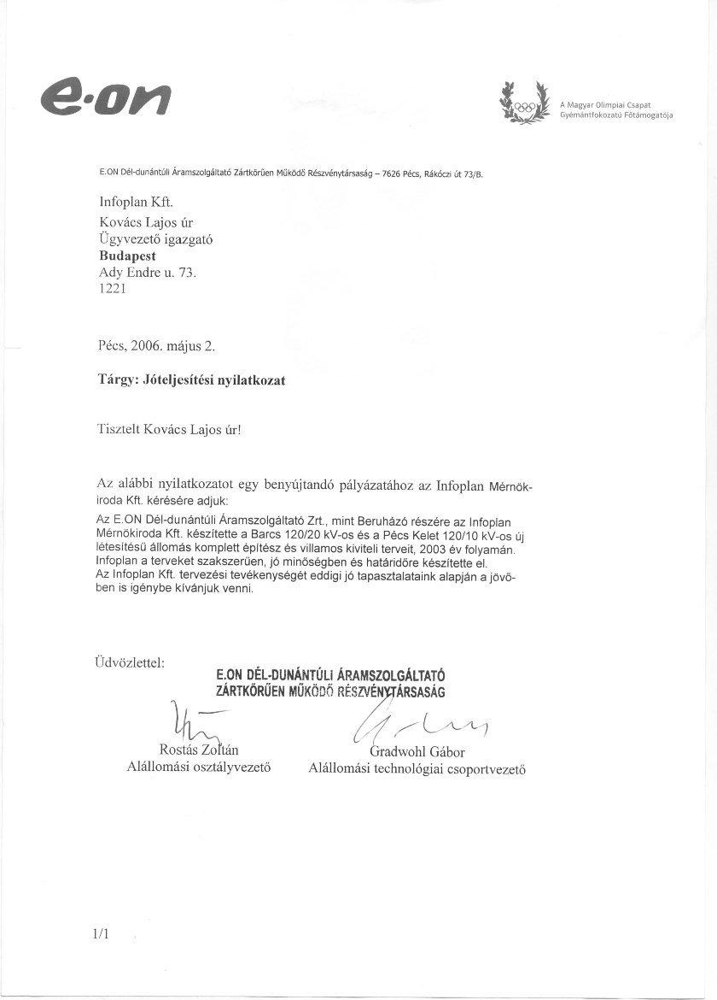 e·on
A Magyar Olimpiai Csapat
Gyémántfokozatú Főtámogatója
E.ON Dél-dunántúli Áramszolgáltató Zártkörűen Működő Részvénytársaság – 7626 Pécs, Rákóczi út 73/B.
Infoplan Kft.
Kovács Lajos úr
Ügyvezető igazgató
Budapest
Ady Endre u. 73.
1221
Pécs, 2006. május 2.
Tárgy: Jóteljesítési nyilatkozat
Tisztelt Kovács Lajos úr!
Az alábbi nyilatkozatot egy benyújtandó pályázatához az Infoplan Mérnök-
iroda Kft. kérésére adjuk:
Az E.ON Dél-dunántúli Áramszolgáltató Zrt., mint Beruházó részére az Infoplan
Mérnökiroda Kft. készítette a Barcs 120/20 kV-os és a Pécs Kelet 120/10 kV-os új
létesítésű állomás komplett építész és villamos kiviteli terveit, 2003 év folyamán.
Infoplan a terveket szakszerűen, jó minőségben és határidőre készítette el.
Az Infoplan Kft. tervezési tevékenységét eddigi jó tapasztalataink alapján a jövő-
ben is igénybe kívánjuk venni.
Üdvözlettel:
E.ON DÉL-DUNÁNTÚLI ÁRAMSZOLGÁLTATÓ
ZÁRTKÖRŰEN MŰKÖDŐ RÉSZVÉNYTÁRSASÁG
Rostás Zoltán
Gradwohl Gábor
Alállomási osztályvezető
Alállomási technológiai csoportvezető
1/1